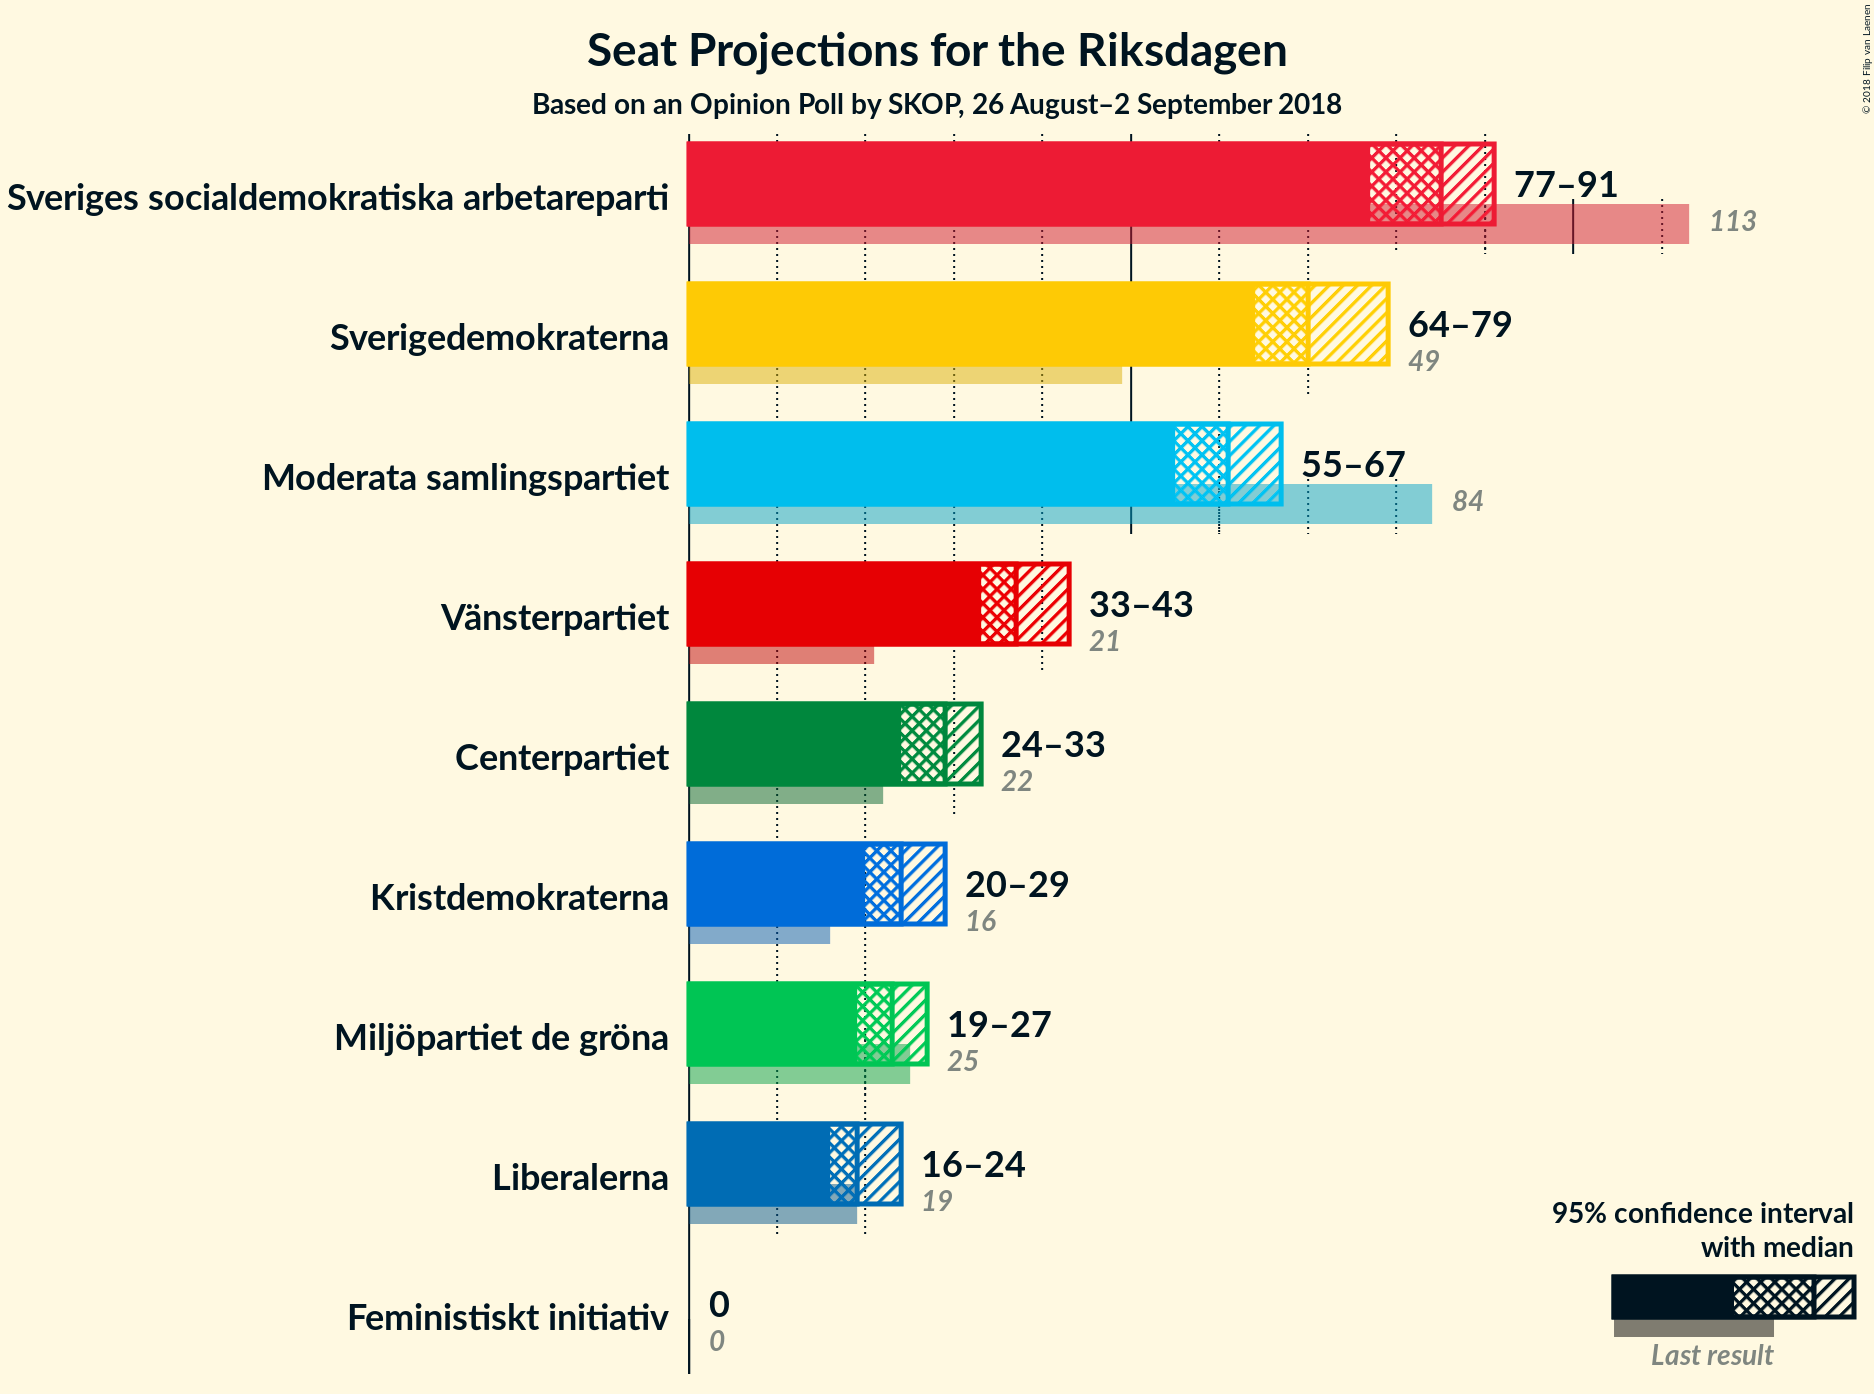 Seat Projections for the Riksdagen
Based on an Opinion Poll by SKOP, 26 August–2 September 2018
© 2018 Filip van Laenen
Sveriges socialdemokratiska arbetareparti
77–91
113
Sverigedemokraterna
64–79
49
Moderata samlingspartiet
55–67
84
Vänsterpartiet
33–43
21
Centerpartiet
24–33
22
Kristdemokraterna
20–29
16
Miljöpartiet de gröna
19–27
25
Liberalerna
16–24
19
Feministiskt initiativ
0
0
95% confidence interval
with median
Last result